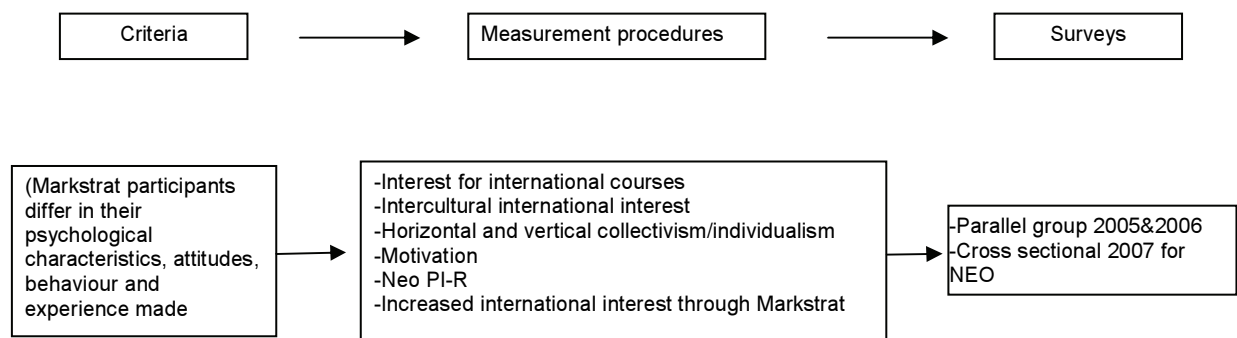 Criteria
Measurement procedures
Surveys
(Markstrat participants
differ in their
psychological
characteristics, attitudes,
behaviour and
experience made
-Interest for international courses
-Intercultural international interest
-Horizontal and vertical collectivism/individualism
-Motivation
-Neo PI-R
-Increased international interest through Markstrat
-Parallel group 2005&2006
-Cross sectional 2007 for
NEO